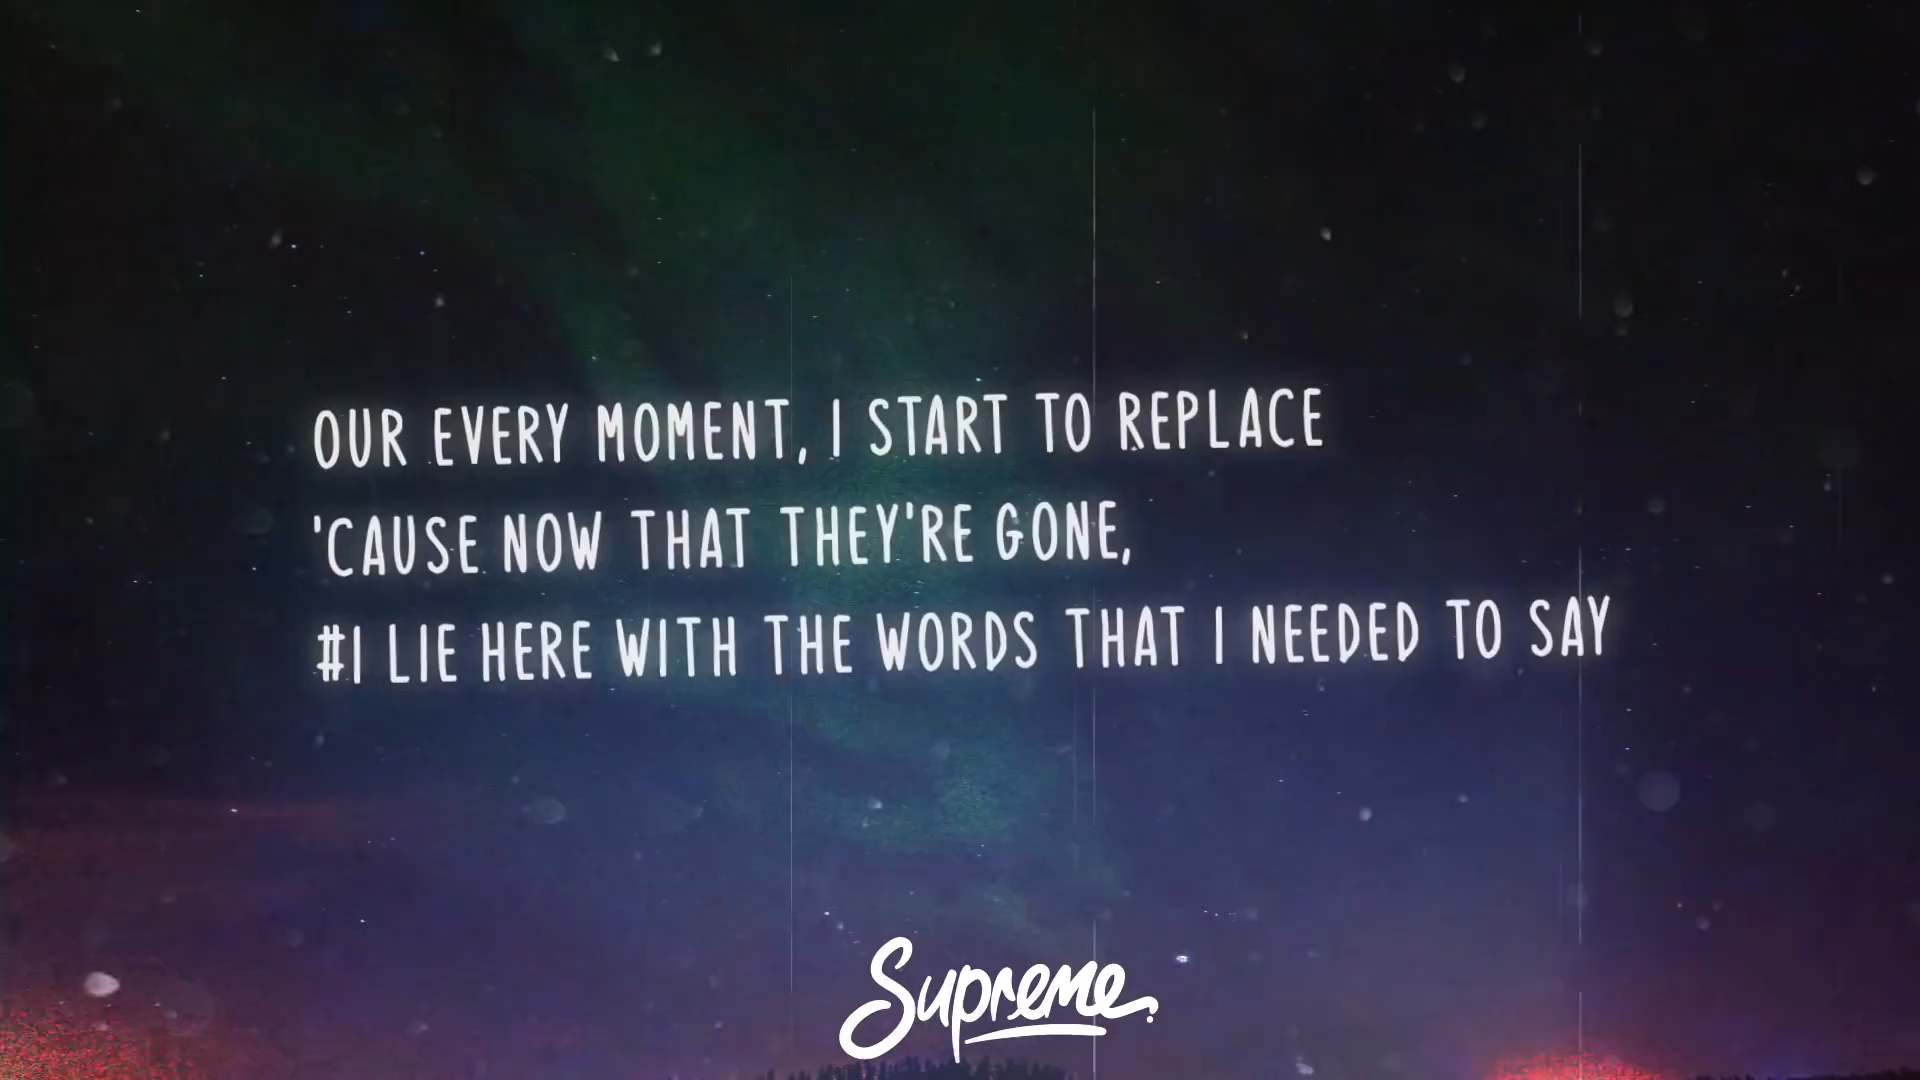 OUR EVERY MOMENT, I START TO REPLACE
'CAUSE NOW THAT THEY'RE GONE,
#I LIE HERE WITH THE WORDS THAT I NEEDED TO SAY
Supreme